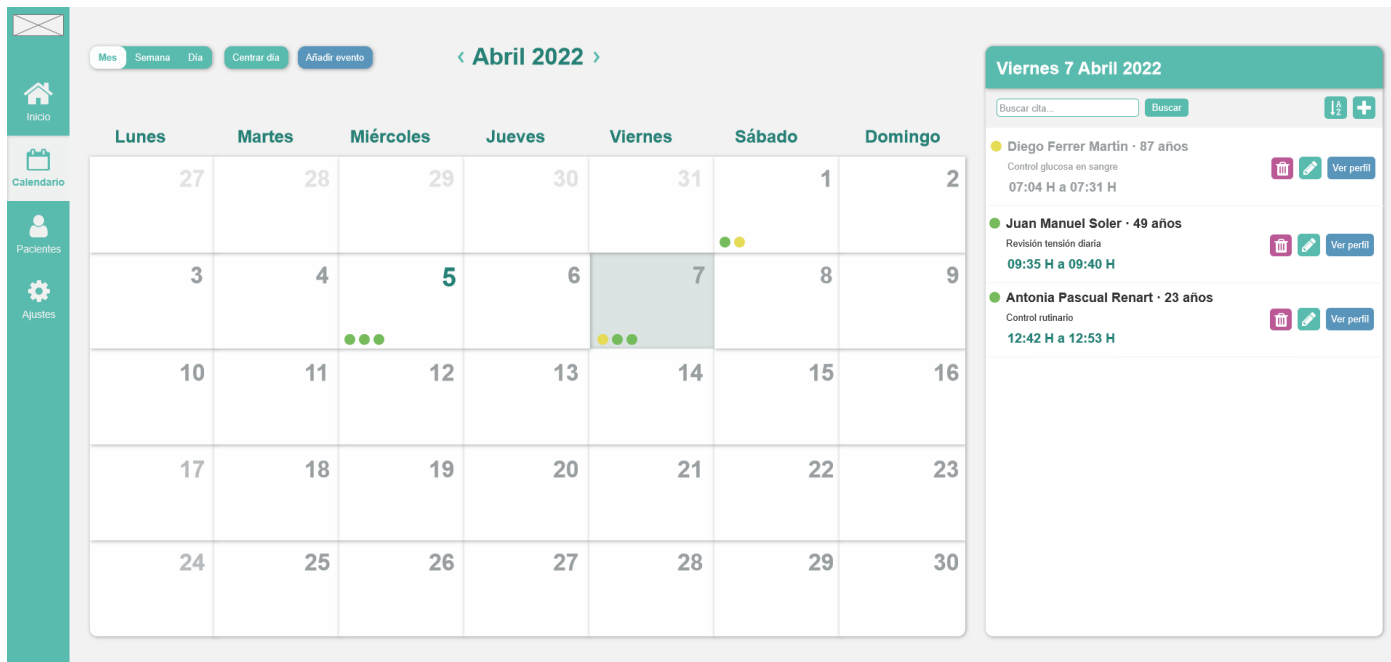 Inicio
Calendario
Pacientes
Ajustes
Mes Semana Día Centrar día Añadir evento
‹ Abril 2022 ›
Lunes Martes Miércoles Jueves Viernes Sábado Domingo
27 28 29 30 31 1 2
3 4 5 6 7 8 9
10 11 12 13 14 15 16
17 18 19 20 21 22 23
24 25 26 27 28 29 30
Viernes 7 Abril 2022
Buscar cita... Buscar
Diego Ferrer Martin · 87 años
Control glucosa en sangre
Ver perfil
07:04 H a 07:31 H
Juan Manuel Soler · 49 años
Revisión tensión diaria
Ver perfil
09:35 H a 09:40 H
Antonia Pascual Renart · 23 años
Control rutinario
Ver perfil
12:42 H a 12:53 H